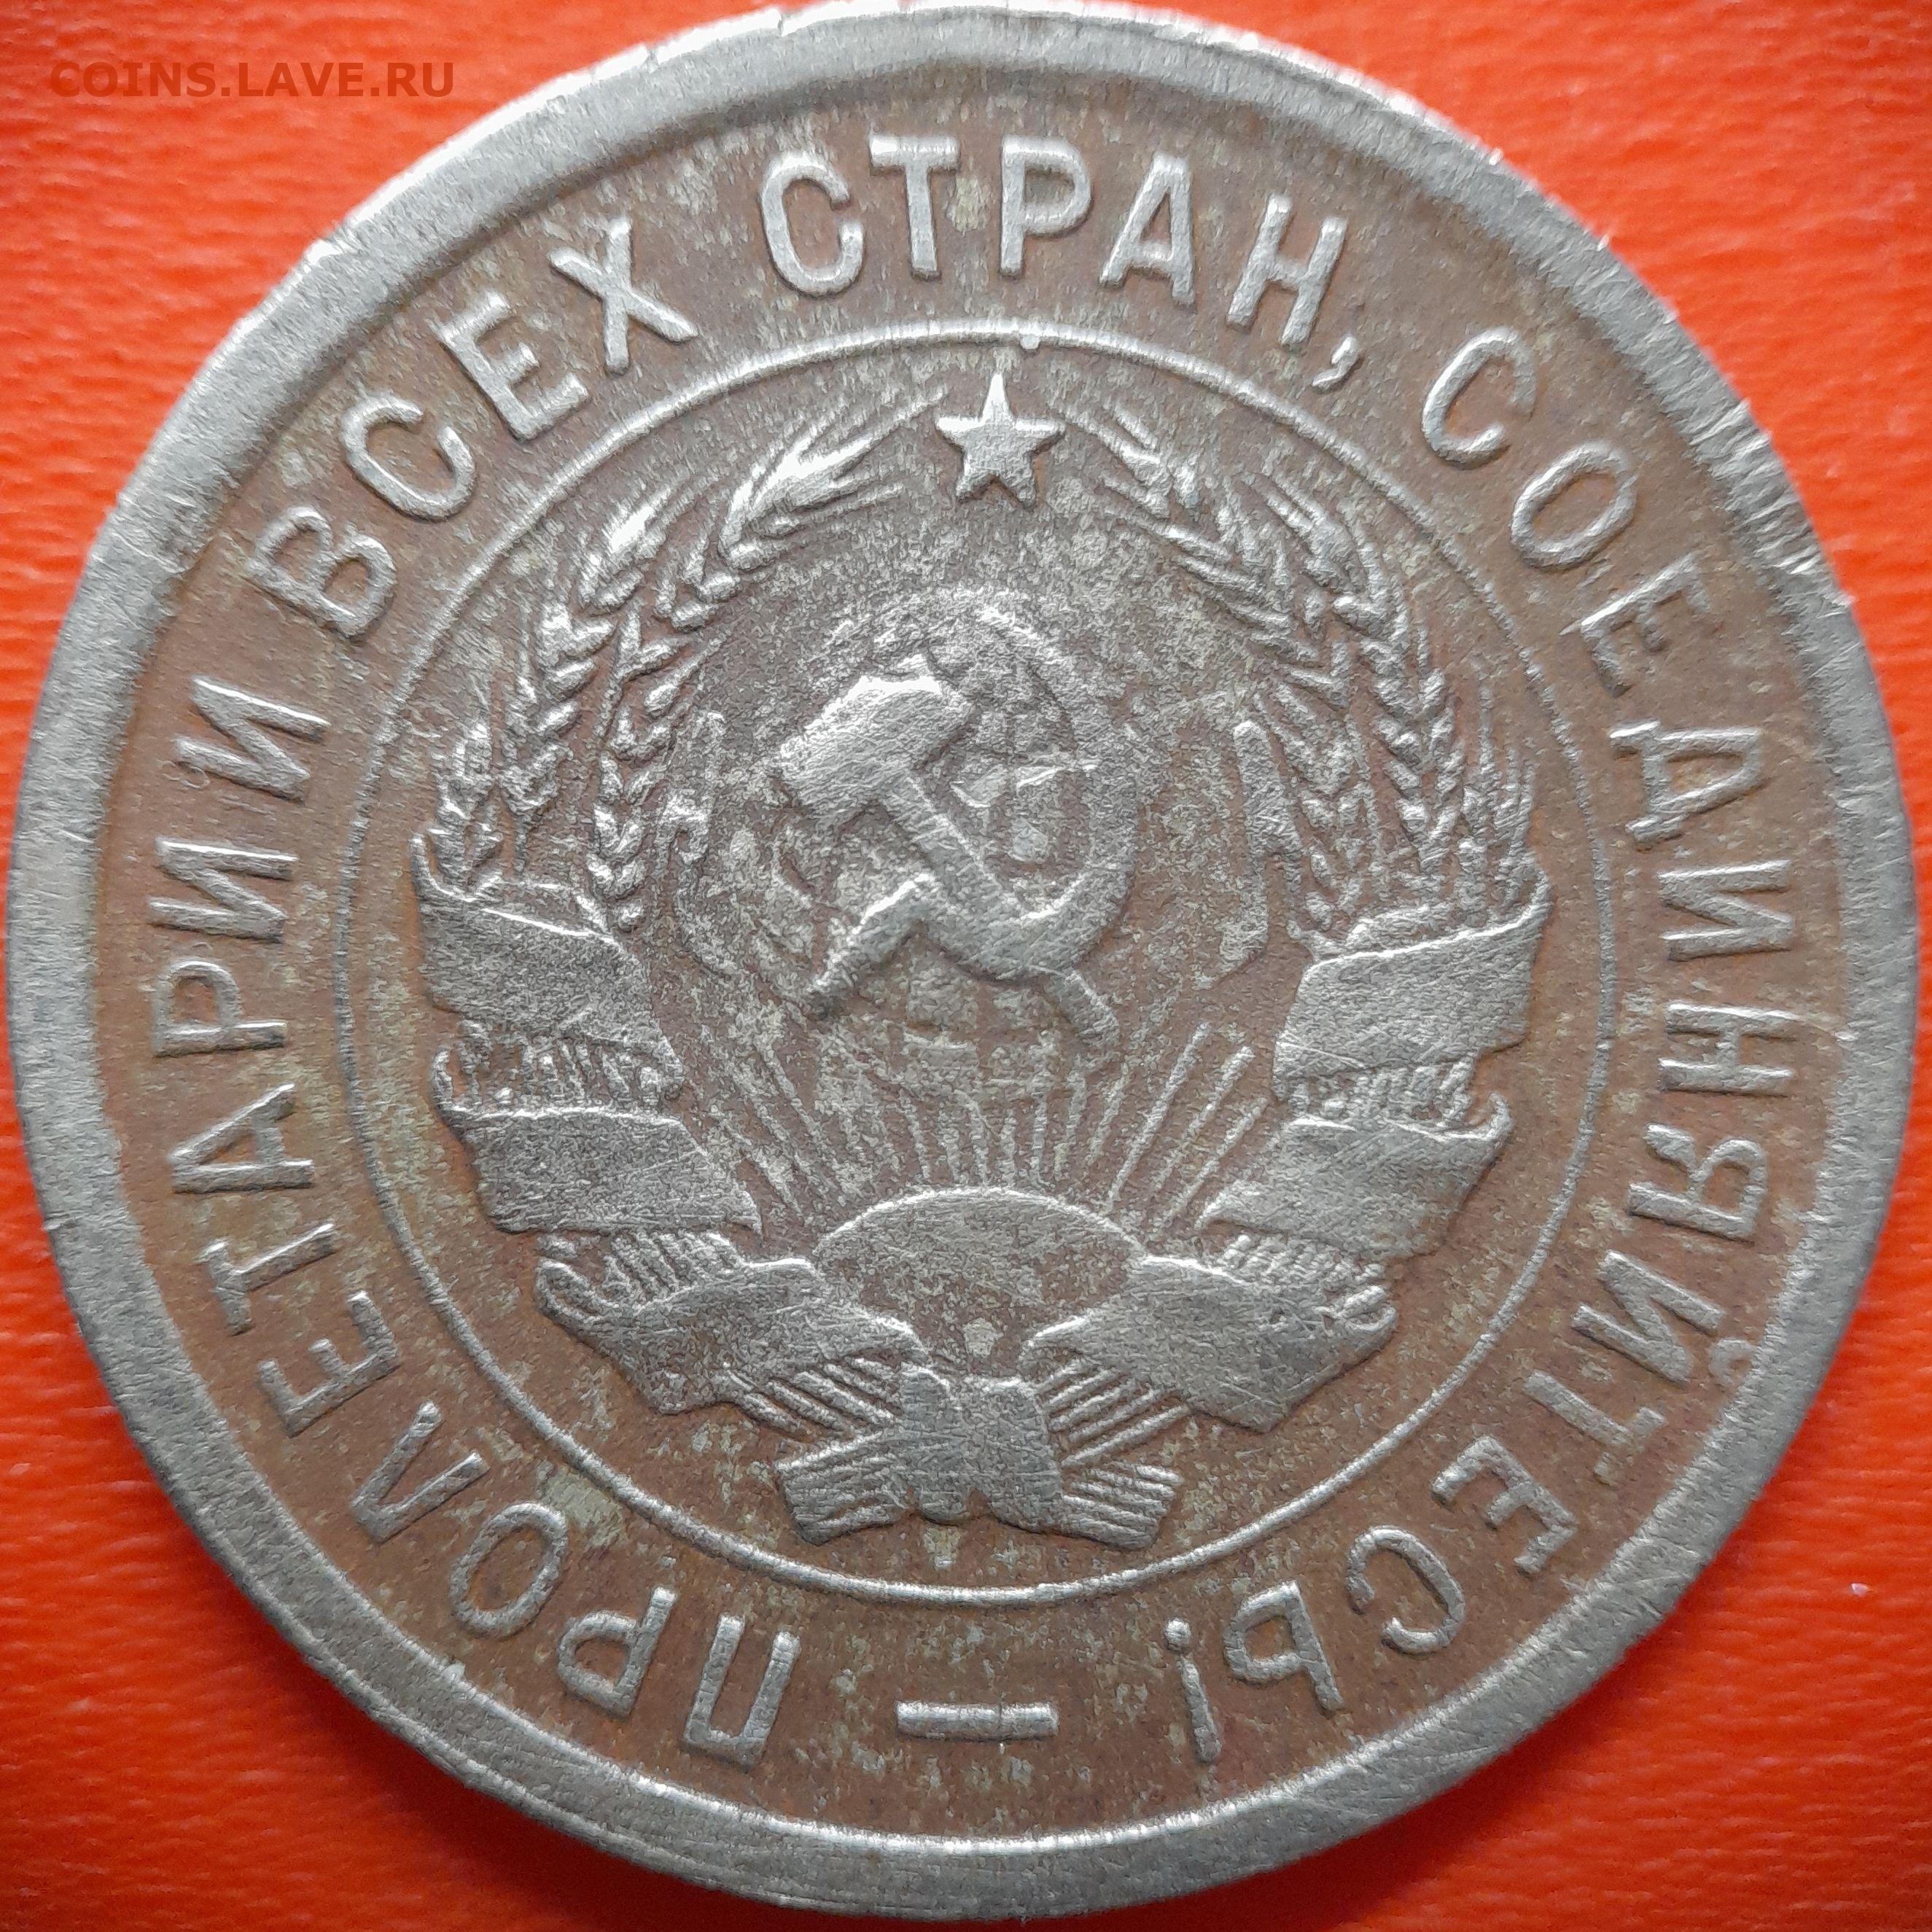 COINS.LAVE.RU
ПРОЛЕТАРИИ ВСЕХ СТРАН, СОЕДИНЯЙТЕСЬ! —